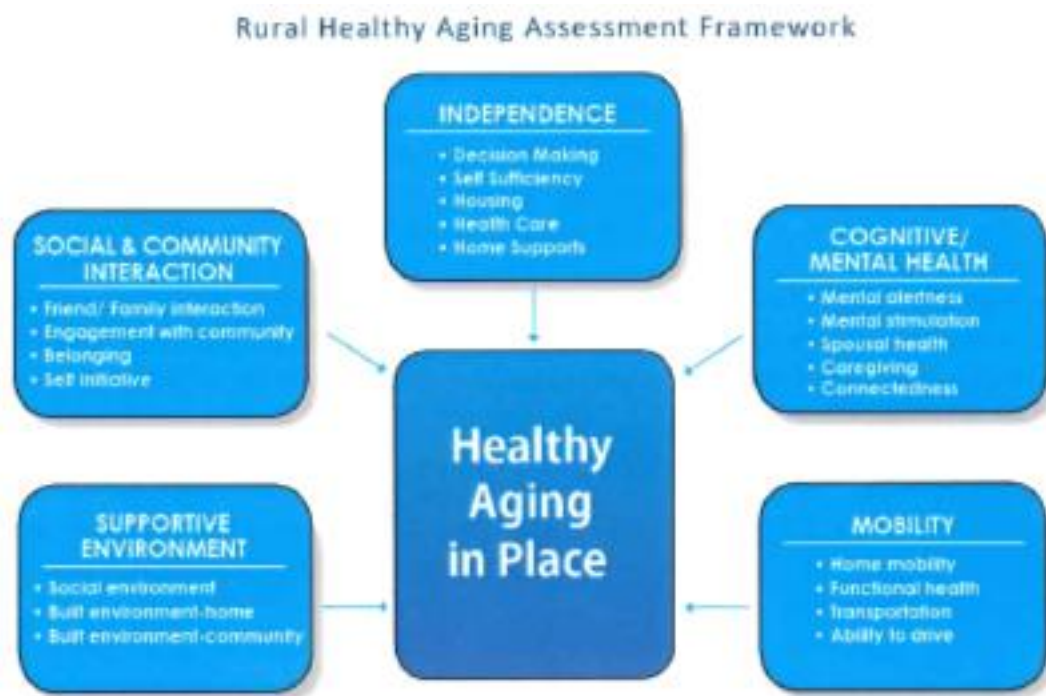 Rural Healthy Aging Assessment Framework
INDEPENDENCE
• Decision Making
• Self Sufficiency
• Housing
• Health Care
• Home Supports
SOCIAL & COMMUNITY
INTERACTION
• Friend/ Family interaction
• Engagement with community
• Belonging
• Self initiative
COGNITIVE/
MENTAL HEALTH
• Mental alertness
• Mental stimulation
• Spousal health
• Caregiving
• Connectedness
Healthy
Aging
in Place
SUPPORTIVE
ENVIRONMENT
• Social environment
• Built environment-home
• Built environment-community
MOBILITY
• Home mobility
• Functional health
• Transportation
• Ability to drive